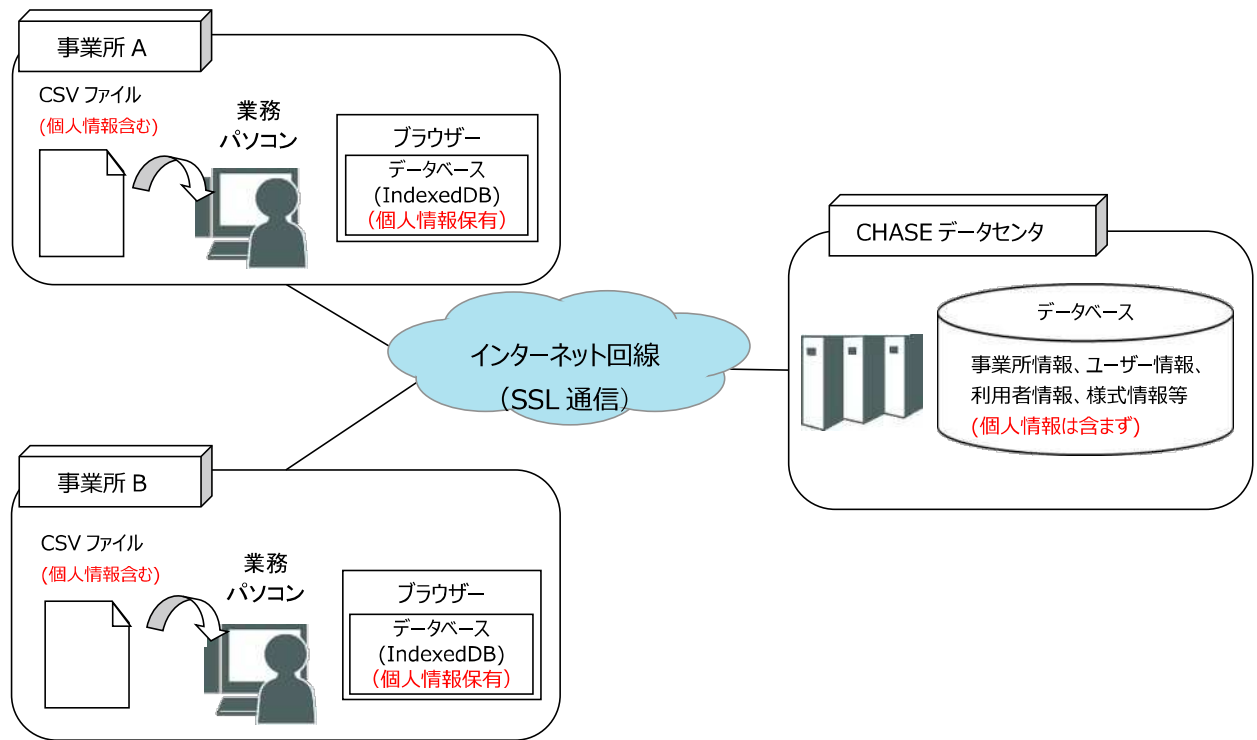 事業所 A
CSV ファイル
(個人情報含む)
業務
パソコン
ブラウザー
データベース
(IndexedDB)
(個人情報保有)
インターネット回線
(SSL 通信)
CHASE データセンタ
データベース
事業所情報、ユーザー情報、
利用者情報、様式情報等
(個人情報は含まず)
事業所 B
CSV ファイル
(個人情報含む)
業務
パソコン
ブラウザー
データベース
(IndexedDB)
(個人情報保有)